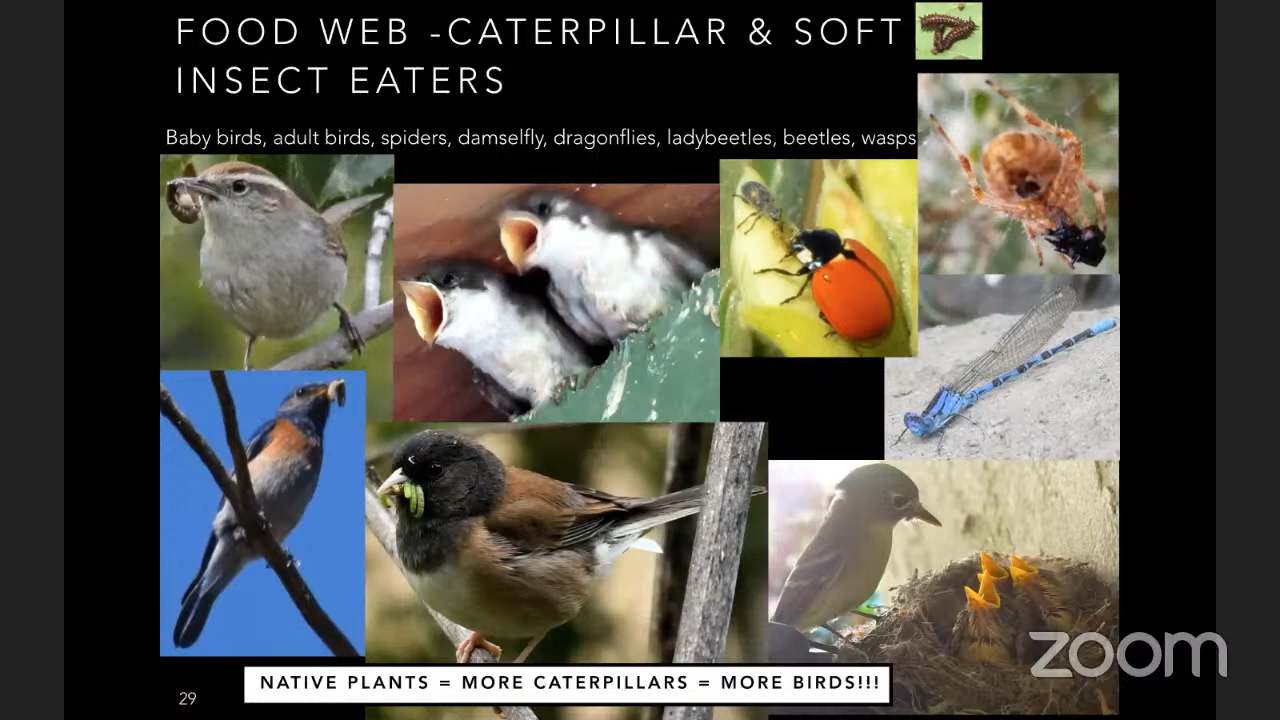 FOOD WEB -CATERPILLAR & SOFT
INSECT EATERS
Baby birds, adult birds, spiders, damselfly, dragonflies, ladybeetles, beetles, wasps
NATIVE PLANTS = MORE CATERPILLARS = MORE BIRDS!!!
29
zoom